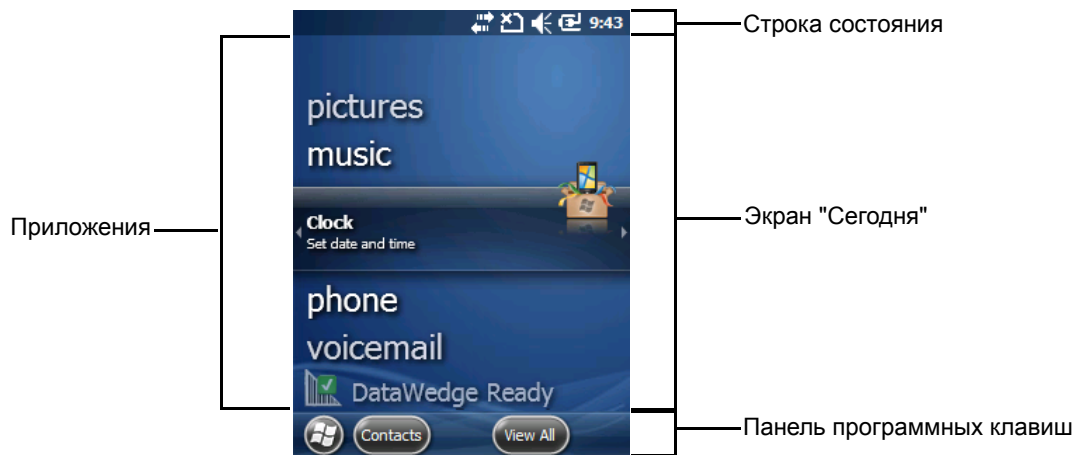 9:43
Строка состояния
pictures
music
Приложения
Clock
Set date and time
Экран "Сегодня"
phone
voicemail
DataWedge Ready
Contacts
View All
Панель программных клавиш